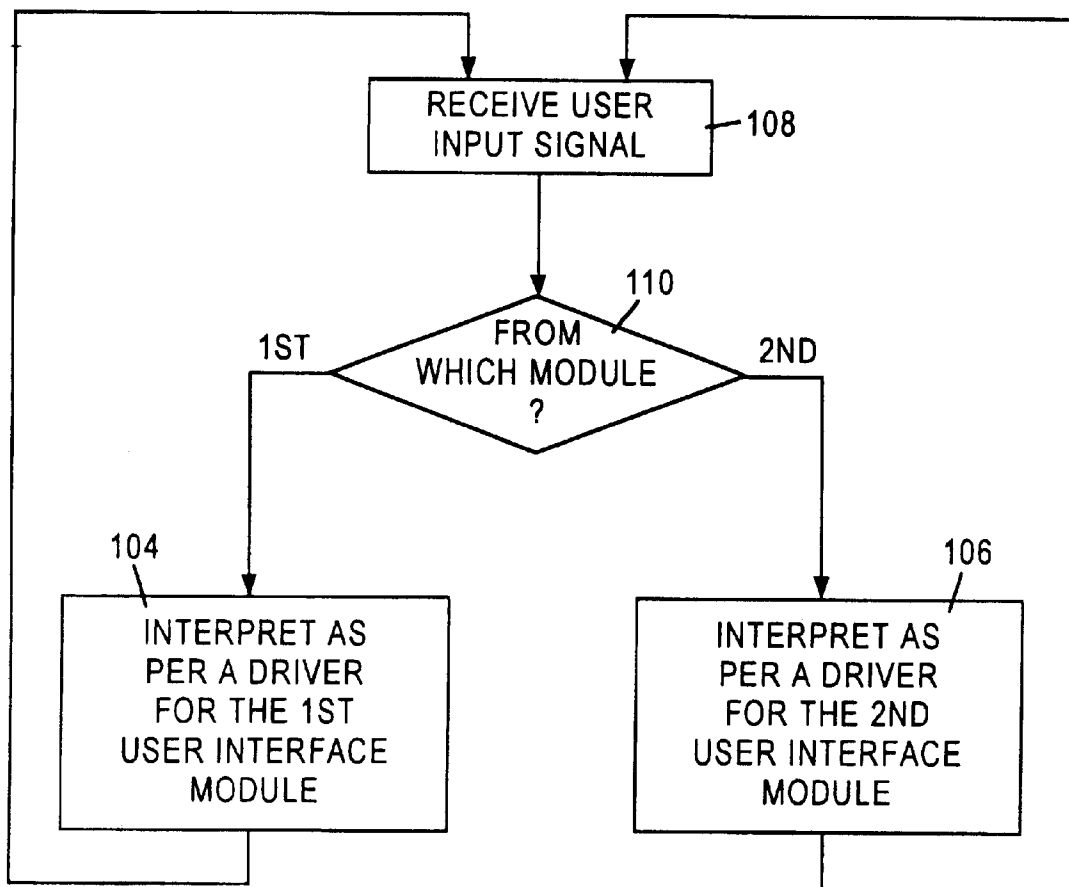 RECEIVE USER
INPUT SIGNAL
108
110
FROM
WHICH MODULE
?
1ST
2ND
104
INTERPRET AS
PER A DRIVER
FOR THE 1ST
USER INTERFACE
MODULE
106
INTERPRET AS
PER A DRIVER
FOR THE 2ND
USER INTERFACE
MODULE